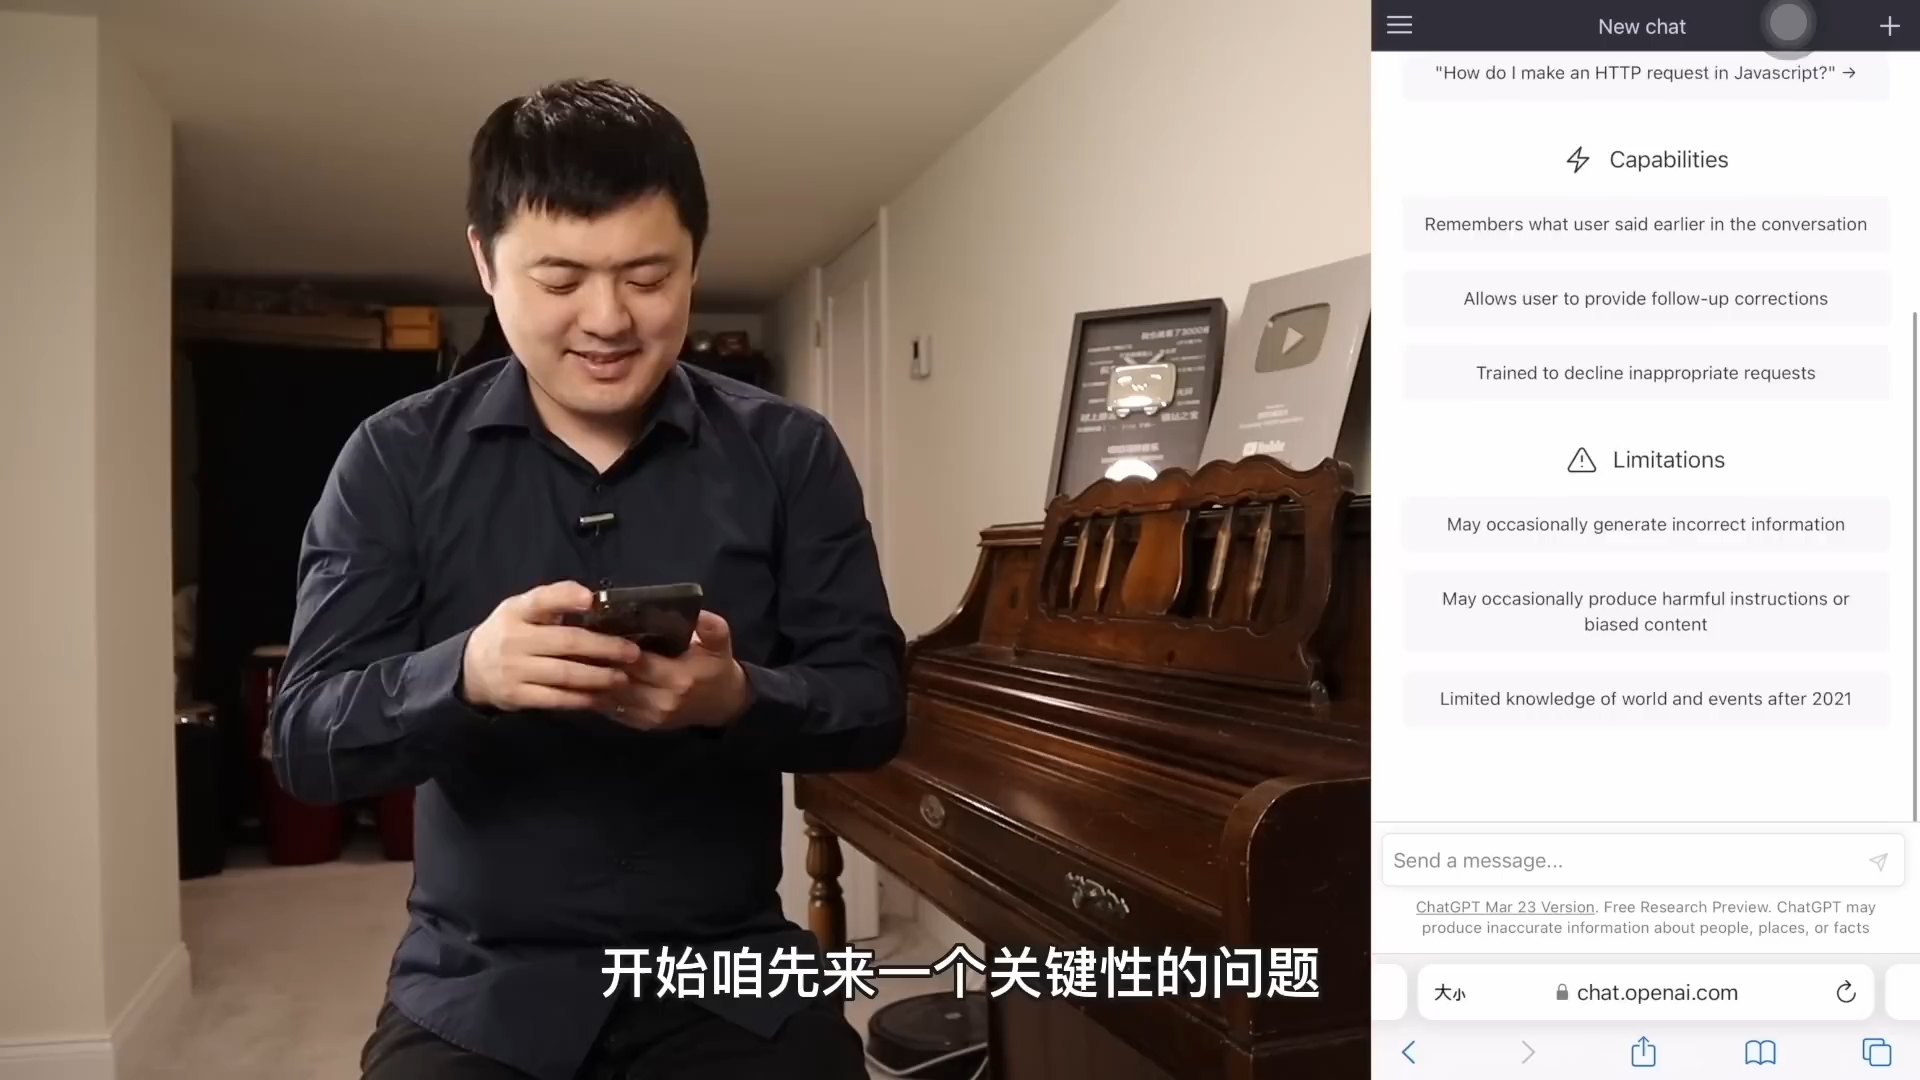 New chat
"How do I make an HTTP request in Javascript?" →
Capabilities
Remembers what user said earlier in the conversation
Allows user to provide follow-up corrections
Trained to decline inappropriate requests
Limitations
May occasionally generate incorrect information
May occasionally produce harmful instructions or
biased content
Limited knowledge of world and events after 2021
Send a message...
ChatGPT Mar 23 Version. Free Research Preview. ChatGPT may
produce inaccurate information about people, places, or facts
大小
chat.openai.com
YouTube
开始咱先来一个关键性的问题